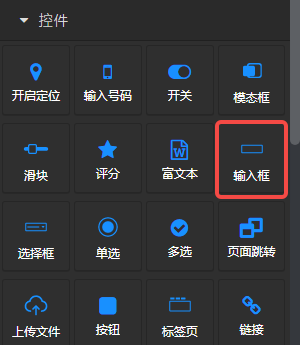 控件
开启定位 输入号码 开关 模态框
滑块 评分 富文本 输入框
选择框 单选 多选 页面跳转
上传文件 按钮 标签页 链接